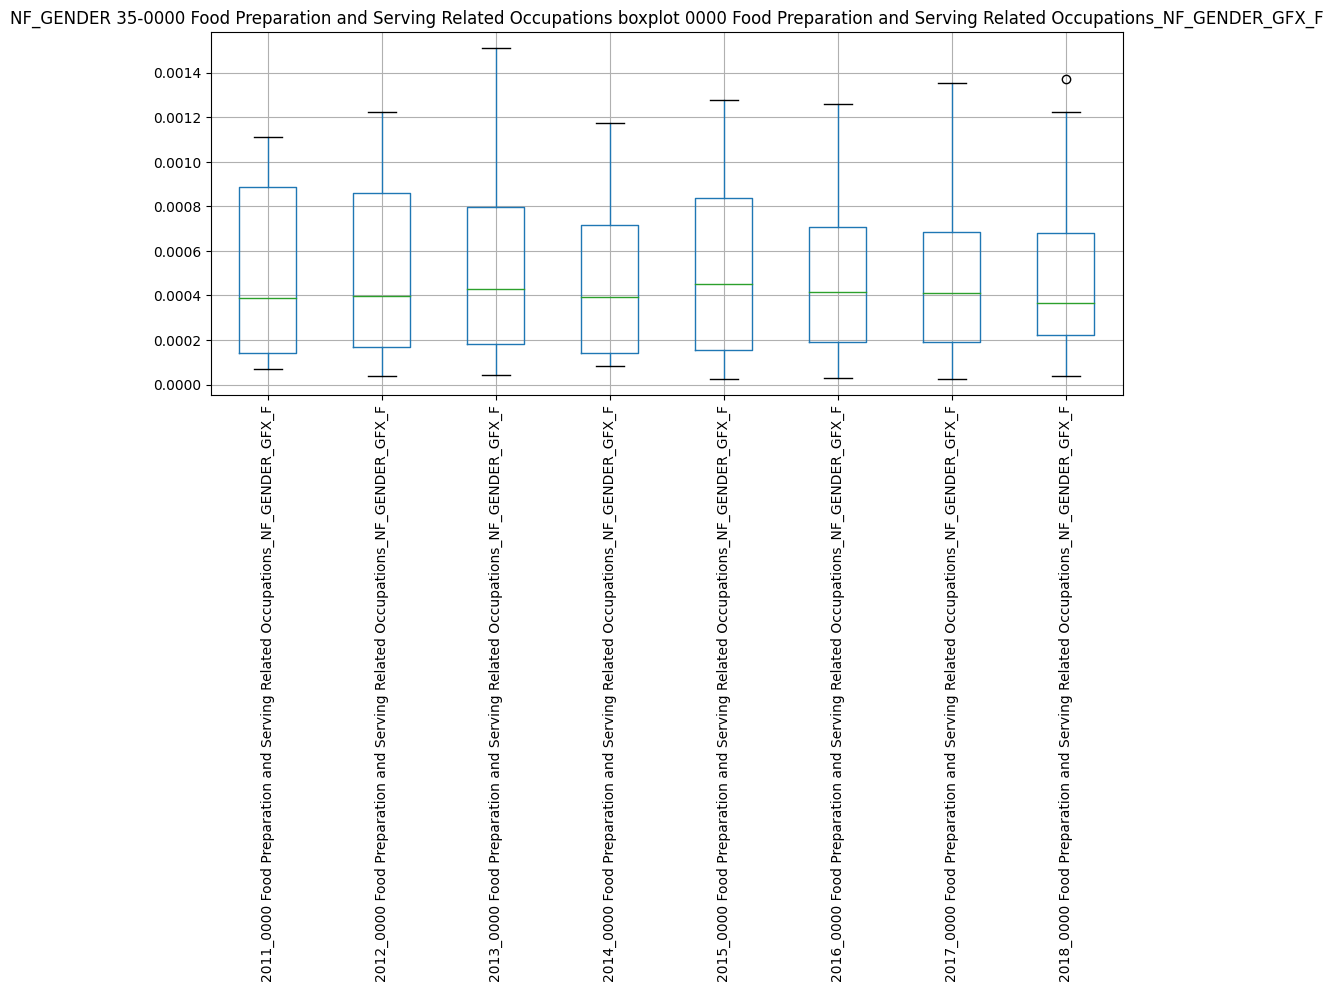 NF_GENDER 35-0000 Food Preparation and Serving Related Occupations boxplot 0000 Food Preparation and Serving Related Occupations_NF_GENDER_GFX_F
0.0014
0.0012
0.0010
0.0008
0.0006
0.0004
0.0002
0.0000
2011_0000 Food Preparation and Serving Related Occupations_NF_GENDER_GFX_F
2012_0000 Food Preparation and Serving Related Occupations_NF_GENDER_GFX_F
2013_0000 Food Preparation and Serving Related Occupations_NF_GENDER_GFX_F
2014_0000 Food Preparation and Serving Related Occupations_NF_GENDER_GFX_F
2015_0000 Food Preparation and Serving Related Occupations_NF_GENDER_GFX_F
2016_0000 Food Preparation and Serving Related Occupations_NF_GENDER_GFX_F
2017_0000 Food Preparation and Serving Related Occupations_NF_GENDER_GFX_F
2018_0000 Food Preparation and Serving Related Occupations_NF_GENDER_GFX_F